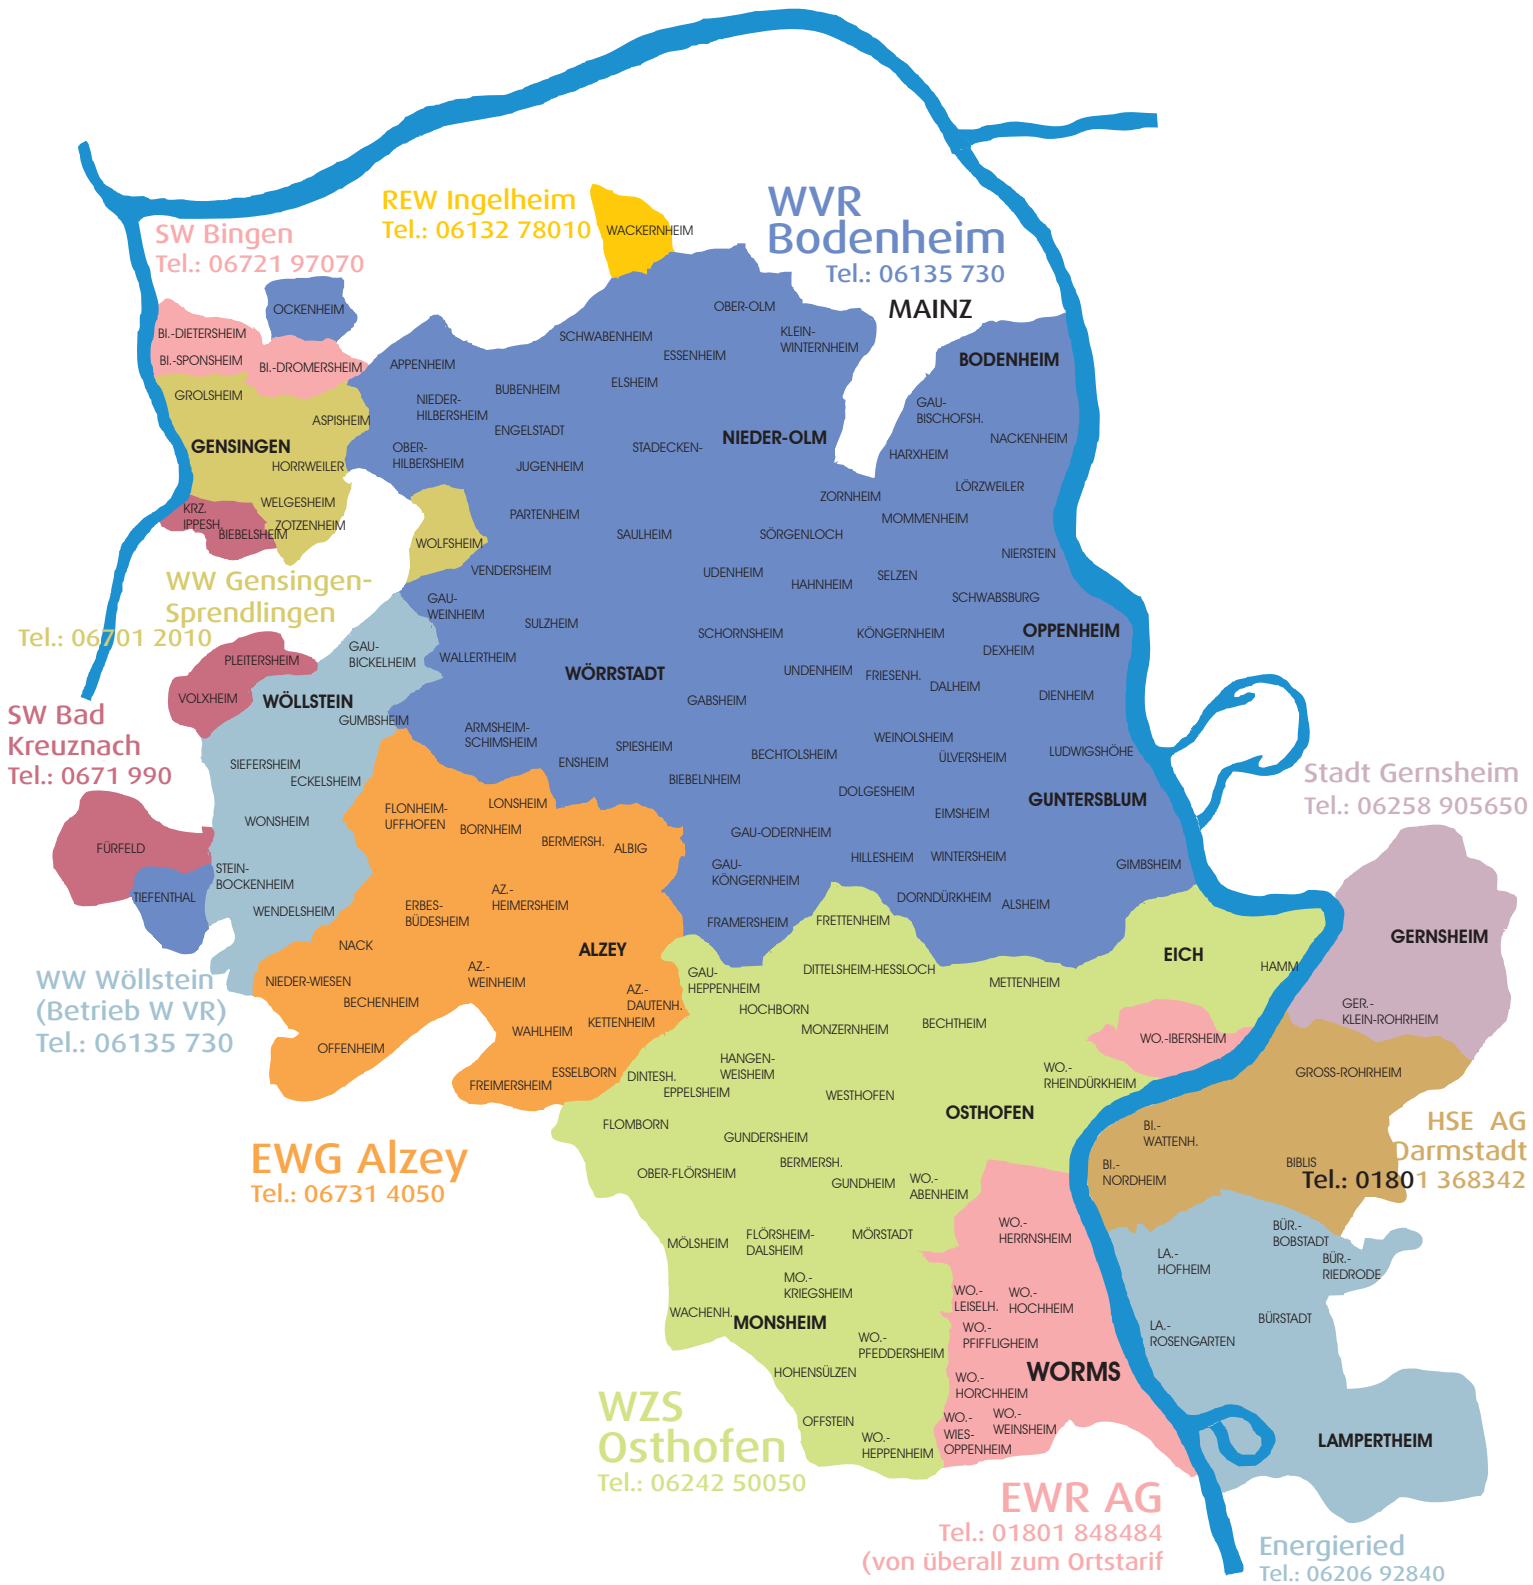 REW Ingelheim
Tel.: 06132 78010
WACKERNHEIM
WVR
Bodenheim
Tel.: 06135 730
MAINZ
SW Bingen
Tel.: 06721 97070
OCKENHEIM
BI.-DIETERSHEIM
BI.-SPONSHEIM
BI.-DROMERSHEIM
GROLSHEIM
ASPISHEIM
GENSINGEN
HORRWEILER
WELGESHEIM
ZOTZENHEIM
KRZ.
IPPESH.
BIEBELSHEIM
WOLFSHEIM
WW Gensingen-
Sprendlingen
Tel.: 06701 2010
OBER-OLM
KLEIN-
WINTERNHEIM
SCHWABENHEIM
ESSENHEIM
APPENHEIM
ELSHEIM
BUBENHEIM
NIEDER-
HILBERSHEIM
ENGELSTADT
OBER-
HILBERSHEIM
JUGENHEIM
STADECKEN-
NIEDER-OLM
BODENHEIM
GAU-
BISCHOFSH.
NACKENHEIM
HARXHEIM
LÖRZWEILER
ZORNHEIM
MOMMENHEIM
PARTENHEIM
SAULHEIM
SÖRGENLOCH
NIERSTEIN
VENDERSHEIM
UDENHEIM
HAHNHEIM
SELZEN
SCHWABSBURG
GAU-
WEINHEIM
SULZHEIM
SCHORNSHEIM
KÖNGERNHEIM
OPPENHEIM
DEXHEIM
WALLERTHEIM
WÖRRSTADT
UNDENHEIM
FRIESENH.
DALHEIM
DIENHEIM
GABSHEIM
ARMSHEIM-
SCHIMSHEIM
SPIESHEIM
ENSHEIM
BECHTOLSHEIM
WEINOLSHEIM
ÜLVERSHEIM
LUDWIGSHÖHE
BIEBELNHEIM
DOLGESHEIM
GUNTERSBLUM
EIMSHEIM
GAU-ODERNHEIM
HILLESHEIM
WINTERSHEIM
GIMBSHEIM
GAU-
KÖNGERNHEIM
DORNDÜRKHEIM
ALSHEIM
FRAMERSHEIM
PLEITERSHEIM
VOLXHEIM
GAU-
BICKELHEIM
WÖLLSTEIN
GUMBSHEIM
SW Bad
Kreuznach
Tel.: 0671 990
SIEFERSHEIM
ECKELSHEIM
WONSHEIM
FÜRFELD
TIEFENTHAL
STEIN-
BOCKENHEIM
WENDELSHEIM
WW Wöllstein
(Betrieb W VR)
Tel.: 06135 730
FLONHEIM-
UFFHOFEN
LONSHEIM
BORNHEIM
BERMERSH.
ALBIG
AZ.-
HEIMERSHEIM
ERBES-
BÜDESHEIM
NACK
ALZEY
NIEDER-WIESEN
AZ.-
WEINHEIM
BECHENHEIM
AZ.-
DAUTENH.
KETTENHEIM
WAHLHEIM
OFFENHEIM
ESSELBORN
FREIMERSHEIM
EWG Alzey
Tel.: 06731 4050
Stadt Gernsheim
Tel.: 06258 905650
GERNSHEIM
GER.-
KLEIN-ROHRHEIM
FRETTENHEIM
EICH
HAMM
GAU-
HEPPENHEIM
DITTELSHEIM-HESSLOCH
METTENHEIM
HOCHBORN
MONZERNHEIM
BECHTHEIM
WO.-IBERSHEIM
DINTESH.
EPPELSHEIM
HANGEN-
WEISHEIM
WESTHOFEN
WO.-
RHEINDÜRKHEIM
OSTHOFEN
FLOMBORN
GUNDERSHEIM
OBER-FLÖRSHEIM
BERMERSH.
GUNDHEIM
WO.-
ABENHEIM
MÖLSHEIM
FLÖRSHEIM-
DALSHEIM
MÖRSTADT
MO.-
KRIEGSHEIM
WACHENH.
MONSHEIM
WO.-
PFEDDERSHEIM
HOHENSÜLZEN
OFFSTEIN
WO.-
HEPPENHEIM
WZS
Osthofen
Tel.: 06242 50050
GROSS-ROHRHEIM
BI.-
WATTENH.
BI.-
NORDHEIM
BIBLIS
HSE AG
Darmstadt
Tel.: 01801 368342
WO.-
HERRNSHEIM
WO.-
LEISELH.
WO.-
HOCHHEIM
WO.-
PFIFFLIGHEIM
WORMS
WO.-
HORCHHEIM
WO.-
WIES-
OPPENHEIM
WO.-
WEINSHEIM
EWR AG
Tel.: 01801 848484
(von überall zum Ortstarif
BÜR.-
BOBSTADT
LA.-
HOFHEIM
BÜR.-
RIEDRODE
BÜRSTADT
LA.-
ROSENGARTEN
LAMPERTHEIM
Energieried
Tel.: 06206 92840